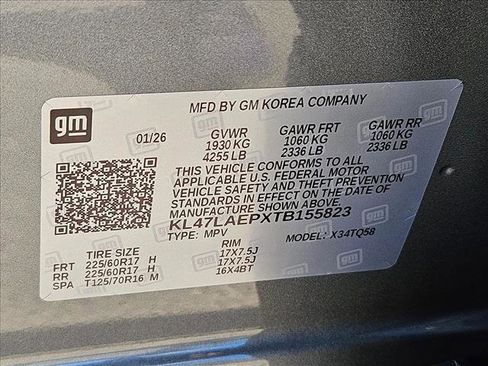 MFD BY GM KOREA COMPANY
gm
01/26
GVWR GAWR FRT GAWR RR
1930 KG 1060 KG 1060 KG
4255 LB 2336 LB 2336 LB
THIS VEHICLE CONFORMS TO ALL
APPLICABLE U.S. FEDERAL MOTOR
VEHICLE SAFETY AND THEFT PREVENTION
STANDARDS IN EFFECT ON THE DATE OF
MANUFACTURE SHOWN ABOVE.
KL47LAEPXTB155823
TYPE: MPV MODEL: X34TQ58
TIRE SIZE RIM
FRT 225/60R17 H 17X7.5J
RR 225/60R17 H 17X7.5J
SPA T125/70R16 M 16X4BT